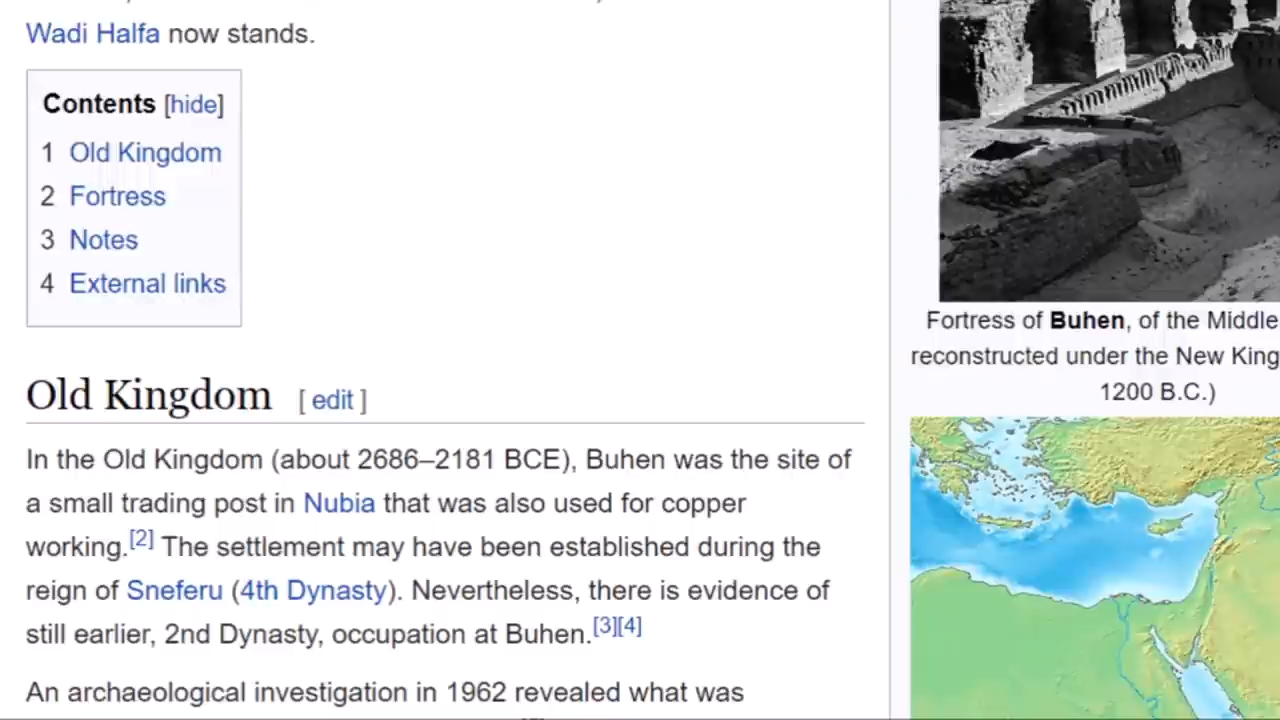 Wadi Halfa now stands.
Contents [hide]
1 Old Kingdom
2 Fortress
3 Notes
4 External links
Old Kingdom [ edit ]
In the Old Kingdom (about 2686–2181 BCE), Buhen was the site of
a small trading post in Nubia that was also used for copper
working.[2] The settlement may have been established during the
reign of Sneferu (4th Dynasty). Nevertheless, there is evidence of
still earlier, 2nd Dynasty, occupation at Buhen.[3][4]
An archaeological investigation in 1962 revealed what was
Fortress of Buhen, of the Middle
reconstructed under the New King
1200 B.C.)